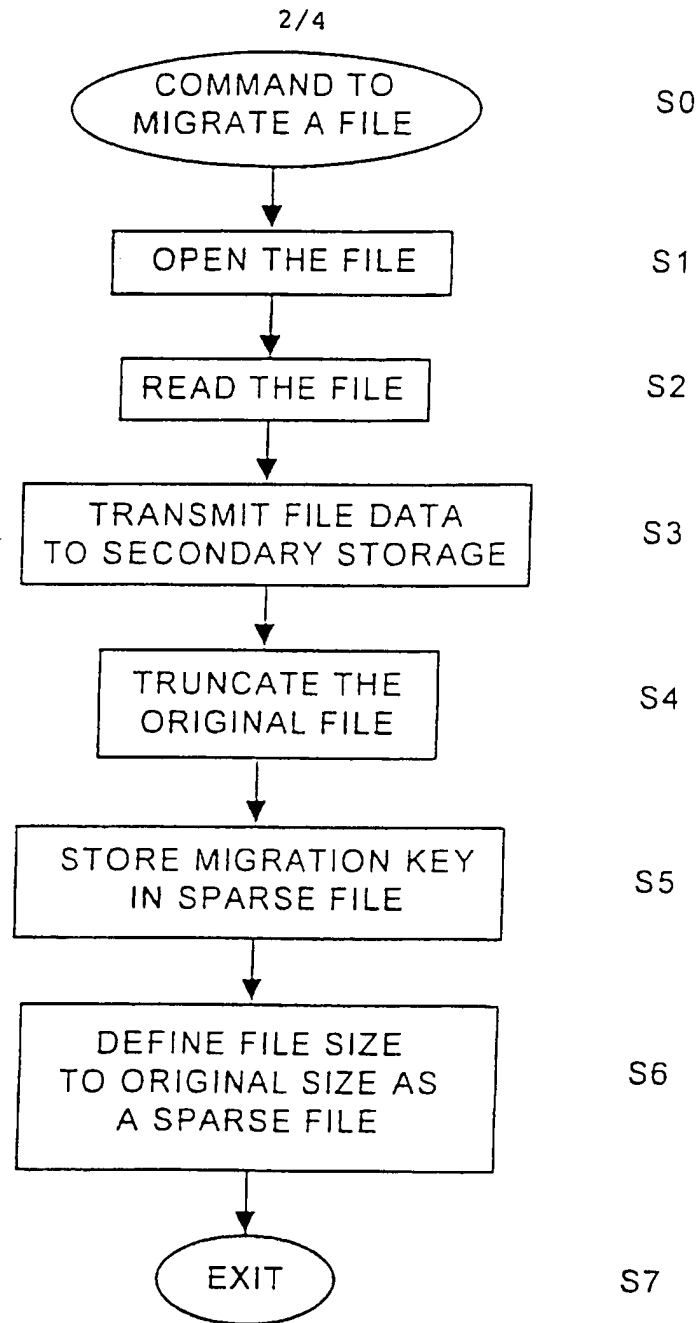 2/4
COMMAND TO
MIGRATE A FILE
S0
OPEN THE FILE
S1
READ THE FILE
S2
TRANSMIT FILE DATA
TO SECONDARY STORAGE
S3
TRUNCATE THE
ORIGINAL FILE
S4
STORE MIGRATION KEY
IN SPARSE FILE
S5
DEFINE FILE SIZE
TO ORIGINAL SIZE AS
A SPARSE FILE
S6
EXIT
S7